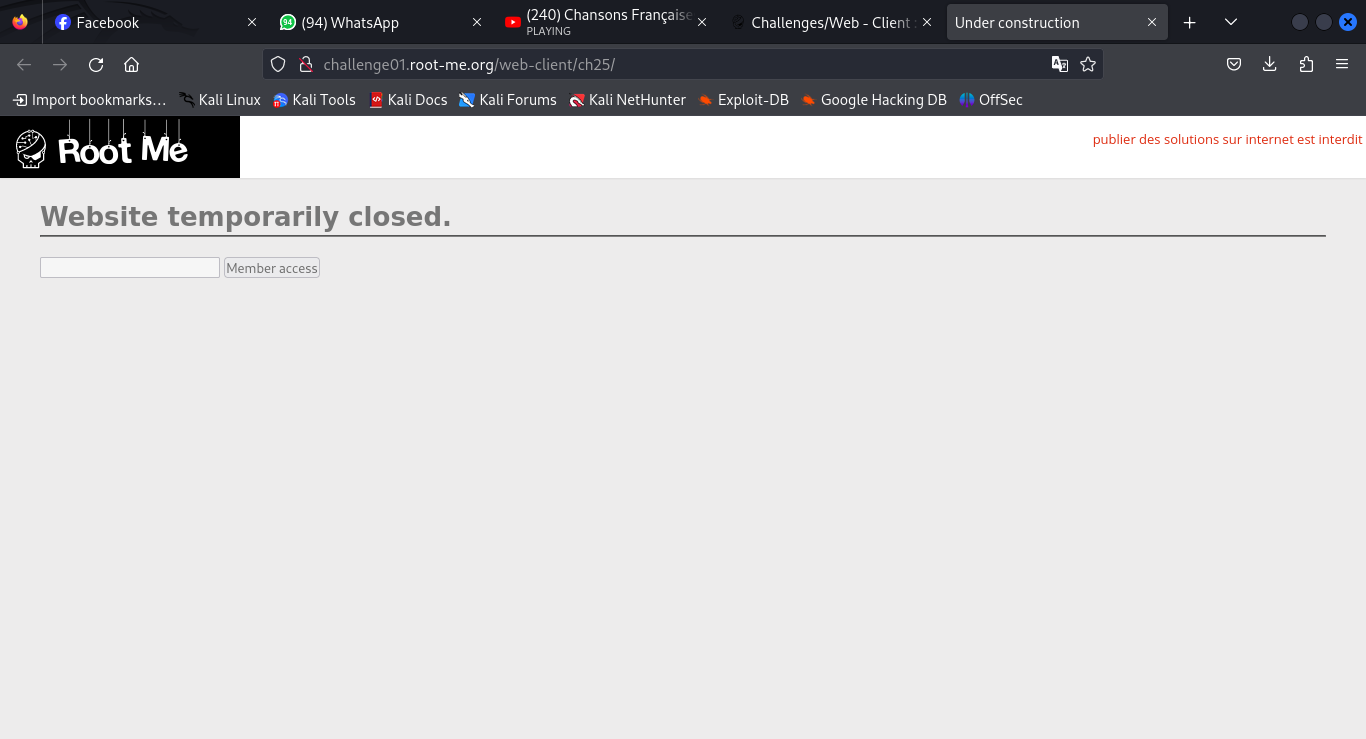 Facebook
(94) WhatsApp
(240) Chansons Française
PLAYING
Challenges/Web - Client :
Under construction
challenge01.root-me.org/web-client/ch25/
Import bookmarks… Kali Linux Kali Tools Kali Docs Kali Forums Kali NetHunter Exploit-DB Google Hacking DB OffSec
Root Me
publier des solutions sur internet est interdit
Website temporarily closed.
Member access